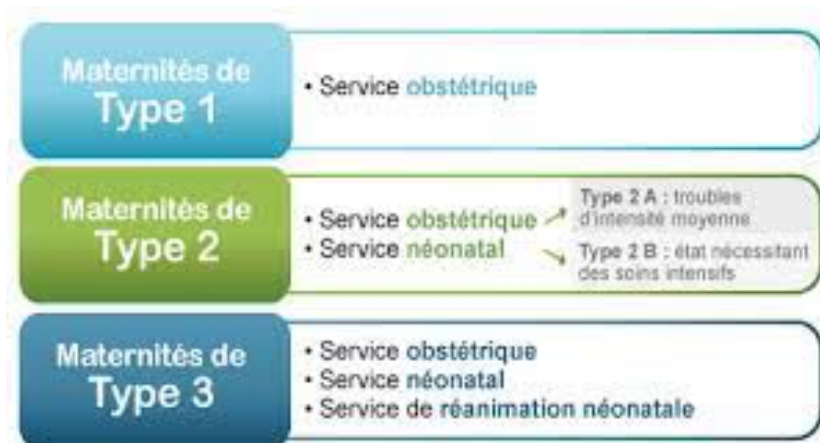 Maternités de
Type 1
• Service obstétrique
Maternités de
Type 2
• Service obstétrique
• Service néonatal
Type 2 A : troubles
d'intensité moyenne
Type 2 B : état nécessitant
des soins intensifs
Maternités de
Type 3
• Service obstétrique
• Service néonatal
• Service de réanimation néonatale